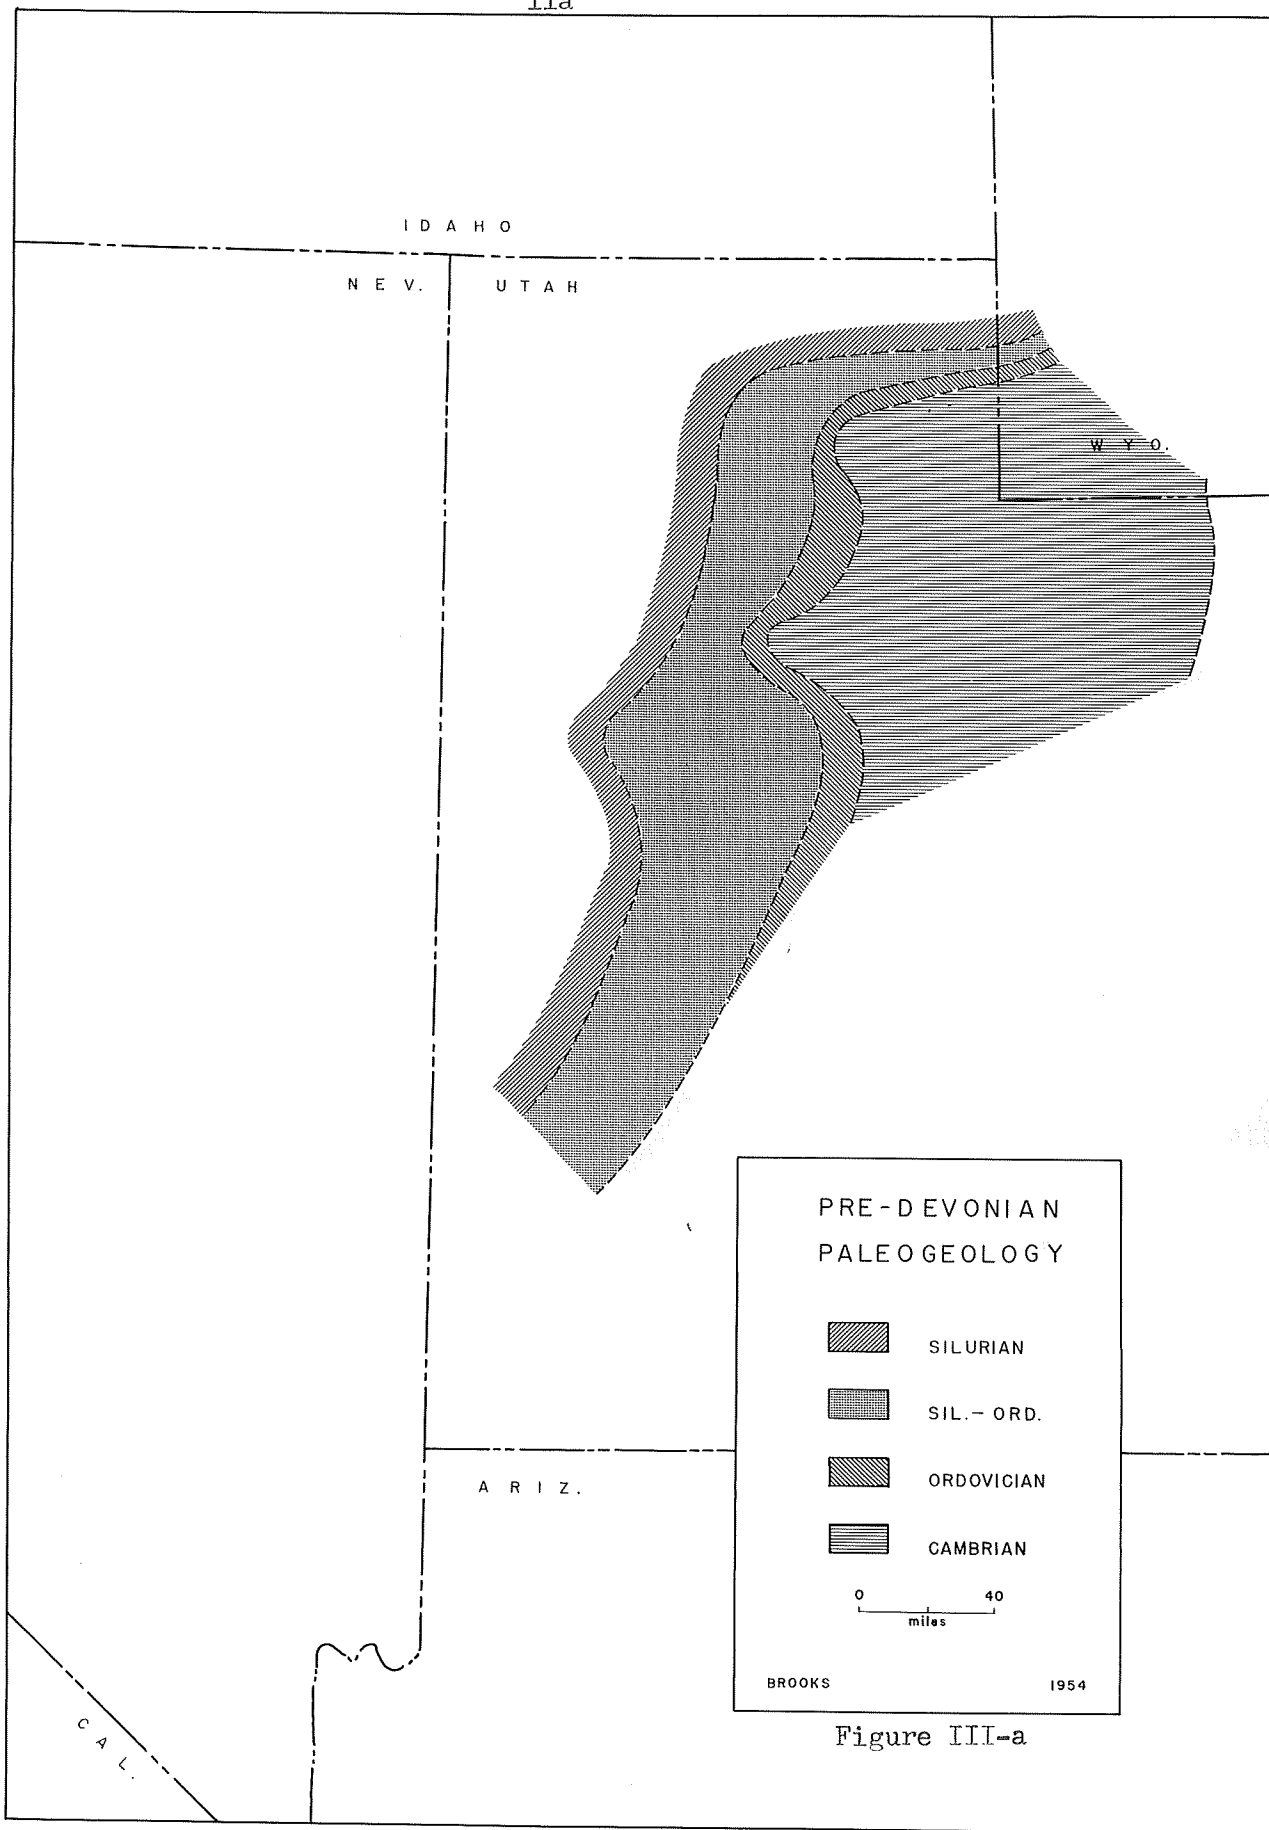 11a
IDAHO
NEV.
UTAH
WYO.
PRE-DEVONIAN
PALEOGEOLOGY
SILURIAN
SIL.-ORD.
ORDOVICIAN
CAMBRIAN
0 40
miles
BROOKS 1954
ARIZ.
CAL.
Figure III-a